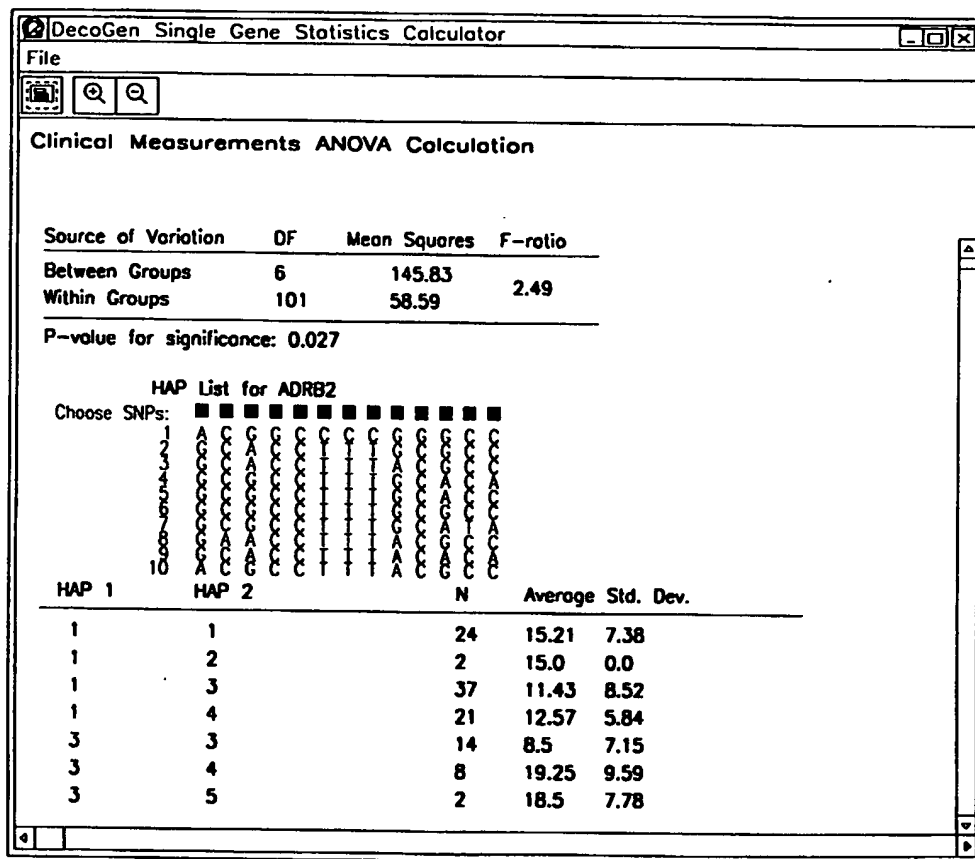 DecoGen Single Gene Statistics Calculator
File
Clinical Measurements ANOVA Calculation
Source of Variation DF Mean Squares F-ratio
Between Groups 6 145.83
2.49
Within Groups 101 58.59
P-value for significance: 0.027
HAP List for ADRB2
Choose SNPs:
1 A C G G C C C C G G G C C
2 G C A C C T T T G C G C C
3 G C A C C T T T A C G C C
4 G C G C C T T T G C A C A
5 G C G C C T T T G C A C C
6 G C G C C T T T G C G C C
7 G C G C C T T T G C A T A
8 G A A C C T T T A C G C C
9 G C A C C T T T A C A C A
10 A C G C C T T T A C G C C
HAP 1 HAP 2 N Average Std. Dev.
1 1 24 15.21 7.38
1 2 2 15.0 0.0
1 3 37 11.43 8.52
1 4 21 12.57 5.84
3 3 14 8.5 7.15
3 4 8 19.25 9.59
3 5 2 18.5 7.78